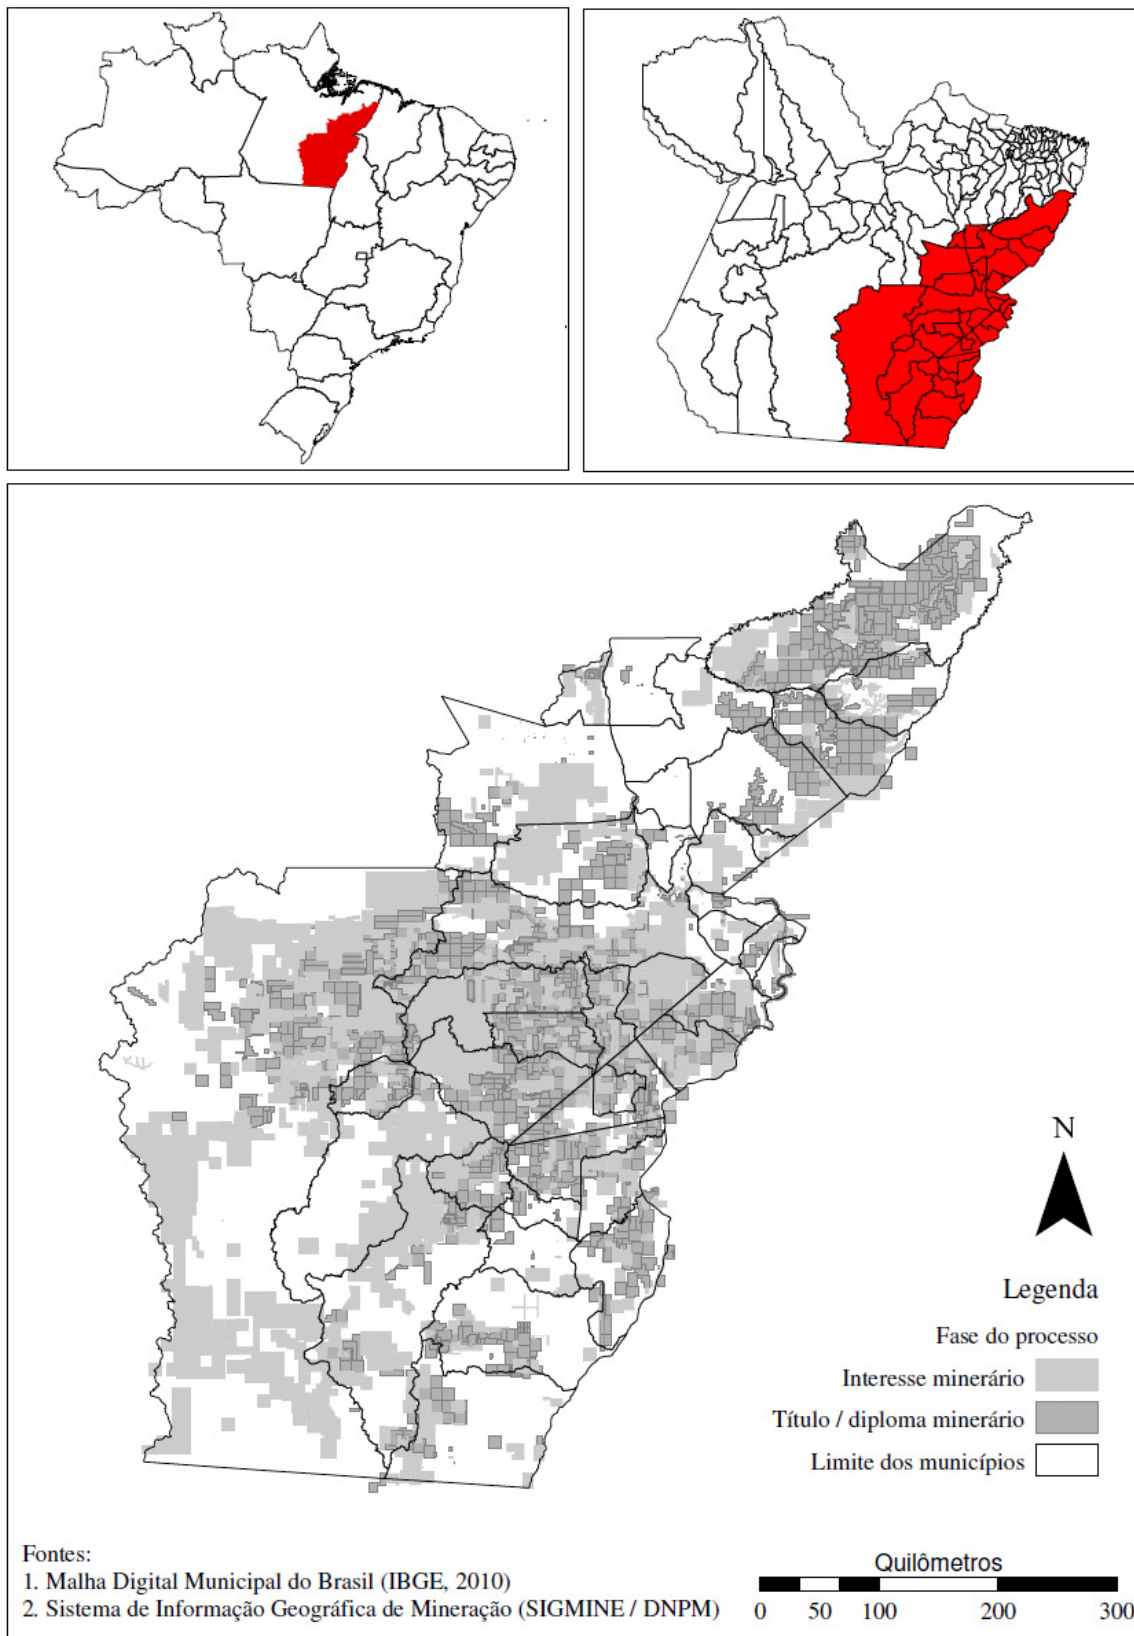 N
Legenda
Fase do processo
Interesse minerário
Título / diploma minerário
Limite dos municípios
Fontes:
1. Malha Digital Municipal do Brasil (IBGE, 2010)
2. Sistema de Informação Geográfica de Mineração (SIGMINE / DNPM)
Quilômetros
0 50 100 200 300